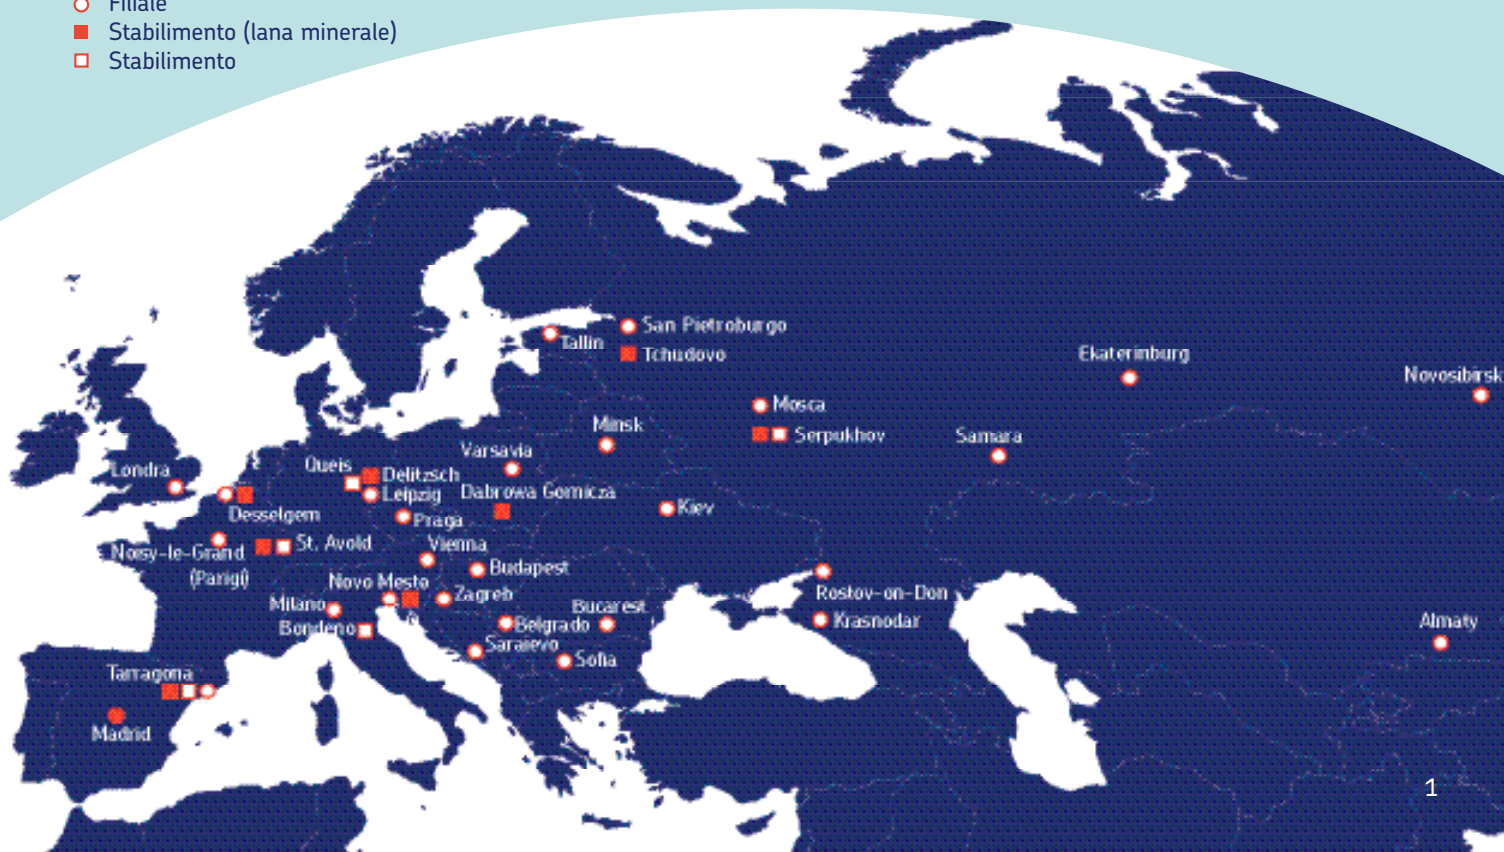 Filiale
Stabilimento (lana minerale)
Stabilimento
San Pietroburgo
Tallin
Tchudovo
Ekaterinburg
Novosibirsk
Mosca
Minsk
Serpukhov
Samara
Varsavia
Queis
Londra
Delitzsch
Leipzig
Dabrowa Gornicza
Desselgem
Kiev
Praga
St. Avold
Vienna
Noisy-le-Grand
(Parigi)
Budapest
Novo Mesto
Zagreb
Rostov-on-Don
Milano
Bucarest
Bondeno
Belgrado
Krasnodar
Almaty
Saraievo
Sofia
Tarragona
Madrid
1